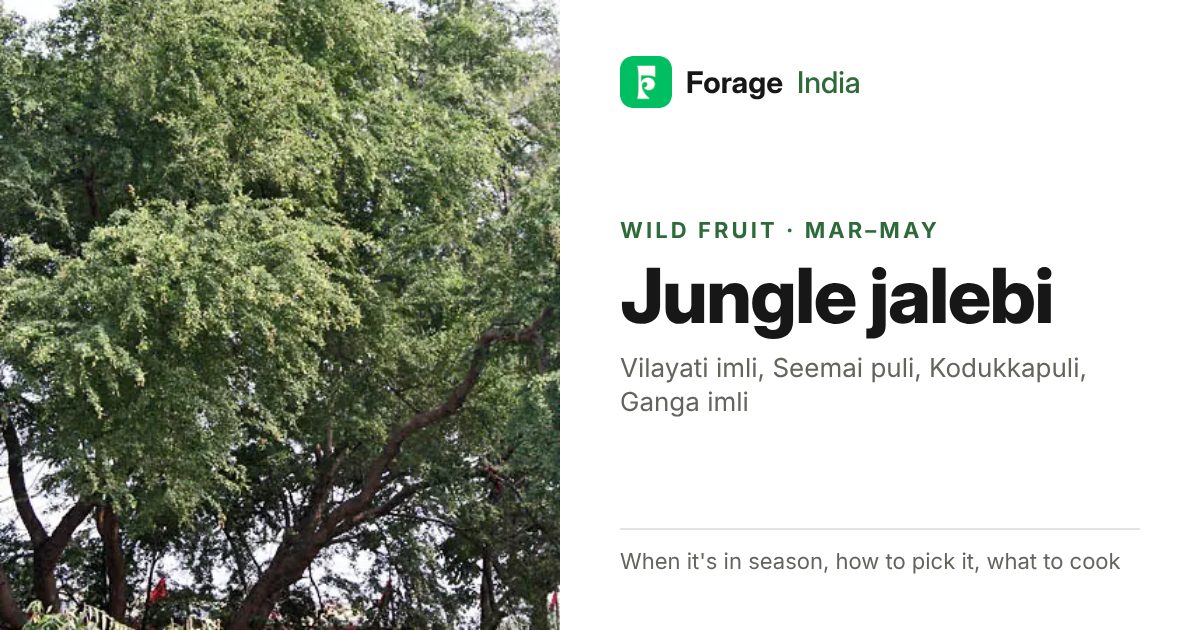 Forage India
WILD FRUIT · MAR–MAY
Jungle jalebi
Vilayati imli, Seemai puli, Kodukkapuli,
Ganga imli
When it's in season, how to pick it, what to cook